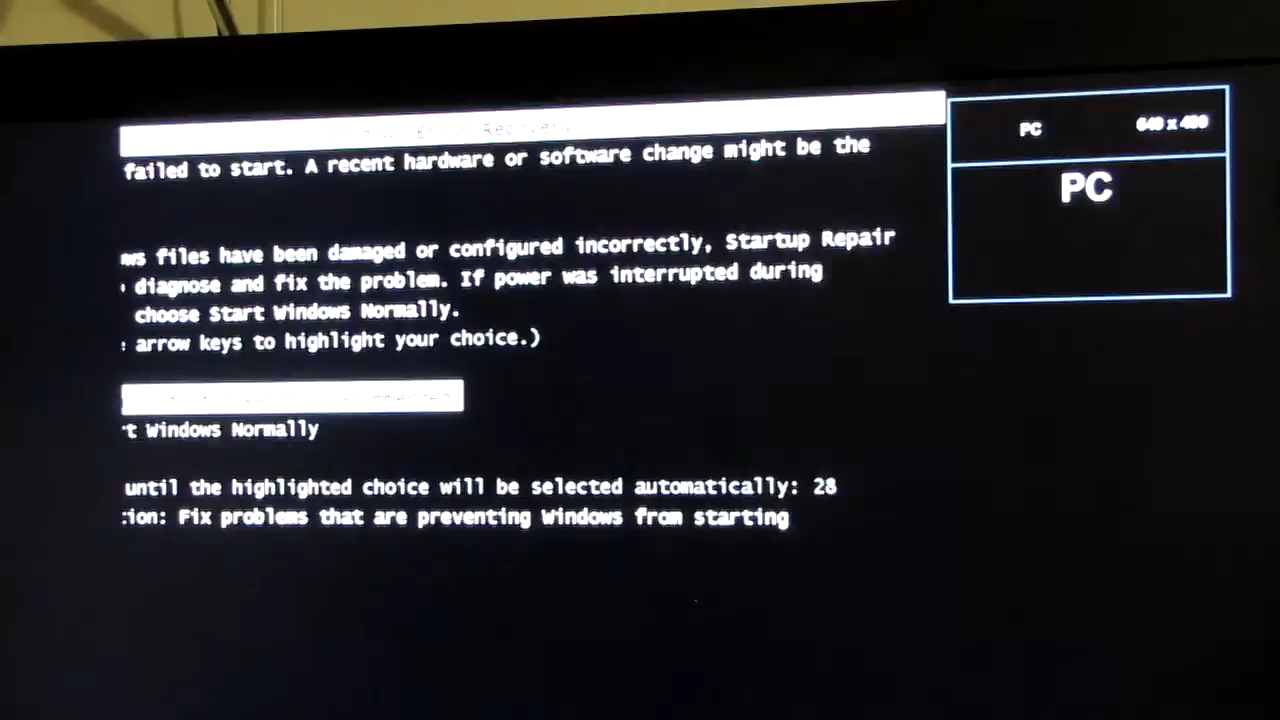 Recovery
PC 640 x 480
failed to start. A recent hardware or software change might be the
PC
ws files have been damaged or configured incorrectly, Startup Repair
diagnose and fix the problem. If power was interrupted during
choose Start Windows Normally.
: arrow keys to highlight your choice.)
t Windows Normally
until the highlighted choice will be selected automatically: 28
:ion: Fix problems that are preventing Windows from starting